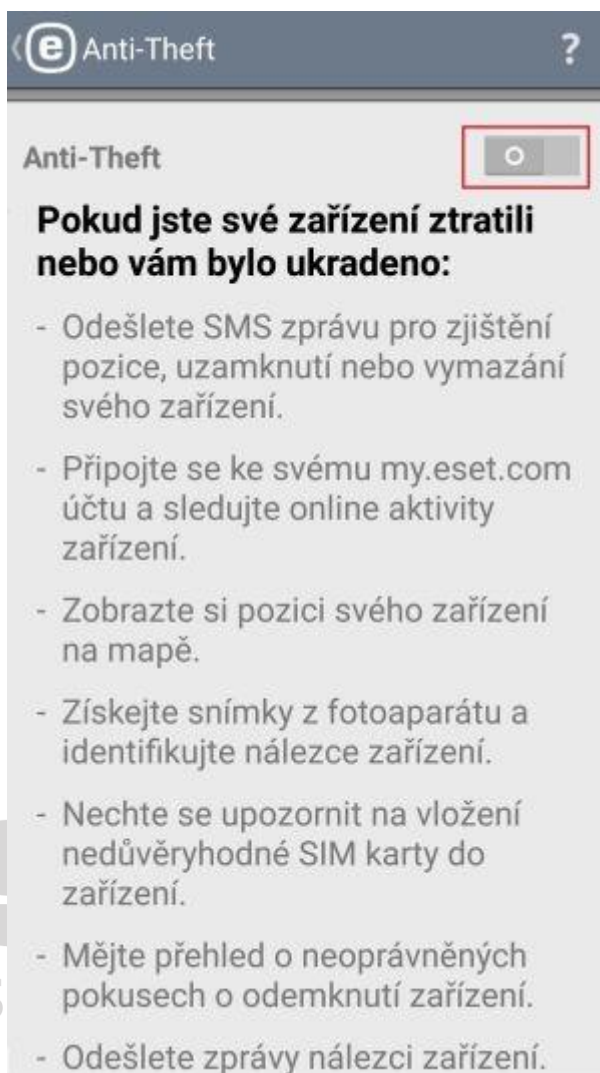 e Anti-Theft ?
Anti-Theft
Pokud jste své zařízení ztratili
nebo vám bylo ukradeno:
- Odešlete SMS zprávu pro zjištění
pozice, uzamknutí nebo vymazání
svého zařízení.
- Připojte se ke svému my.eset.com
účtu a sledujte online aktivity
zařízení.
- Zobrazte si pozici svého zařízení
na mapě.
- Získejte snímky z fotoaparátu a
identifikujte nálezce zařízení.
- Nechte se upozornit na vložení
nedůvěryhodné SIM karty do
zařízení.
- Mějte přehled o neoprávněných
pokusech o odemknutí zařízení.
- Odešlete zprávy nálezci zařízení.